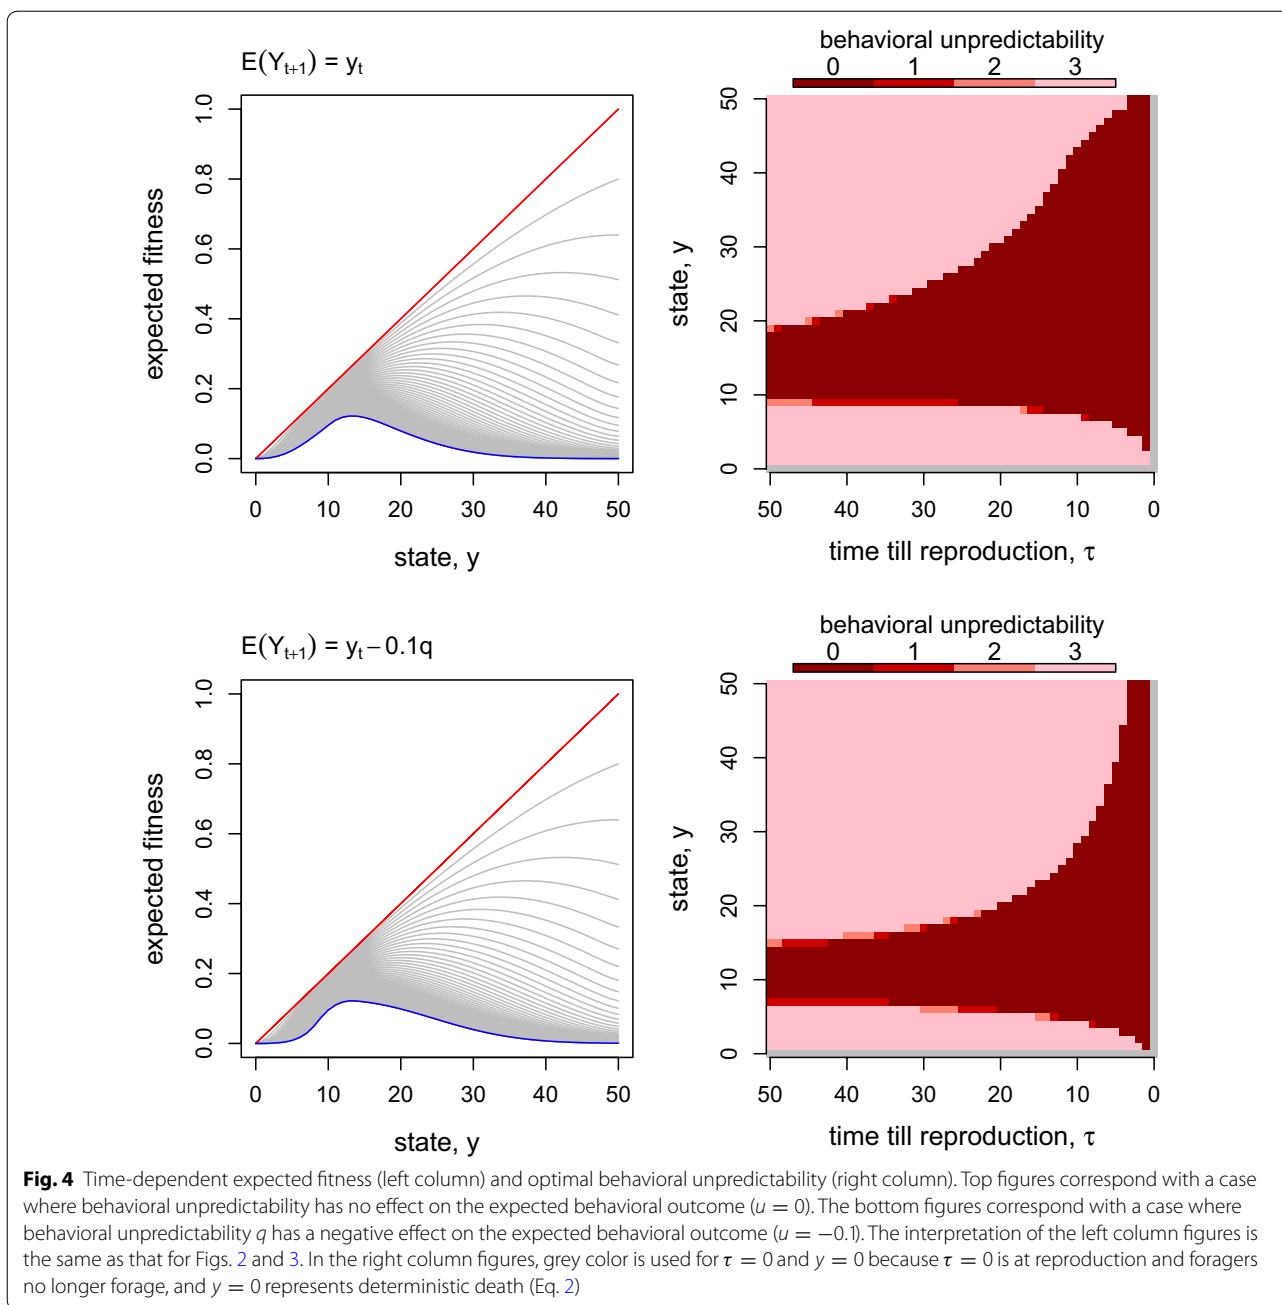 E(Yt+1) = yt
behavioral unpredictability
0 1 2 3
expected fitness
1.0
0.8
0.6
0.4
0.2
0.0
0 10 20 30 40 50
state, y
state, y
50
40
30
20
10
0
50 40 30 20 10 0
time till reproduction, τ
E(Yt+1) = yt − 0.1q
behavioral unpredictability
0 1 2 3
expected fitness
1.0
0.8
0.6
0.4
0.2
0.0
0 10 20 30 40 50
state, y
state, y
50
40
30
20
10
0
50 40 30 20 10 0
time till reproduction, τ
Fig. 4 Time-dependent expected fitness (left column) and optimal behavioral unpredictability (right column). Top figures correspond with a case
where behavioral unpredictability has no effect on the expected behavioral outcome (u = 0). The bottom figures correspond with a case where
behavioral unpredictability q has a negative effect on the expected behavioral outcome (u = −0.1). The interpretation of the left column figures is
the same as that for Figs. 2 and 3. In the right column figures, grey color is used for τ = 0 and y = 0 because τ = 0 is at reproduction and foragers
no longer forage, and y = 0 represents deterministic death (Eq. 2)